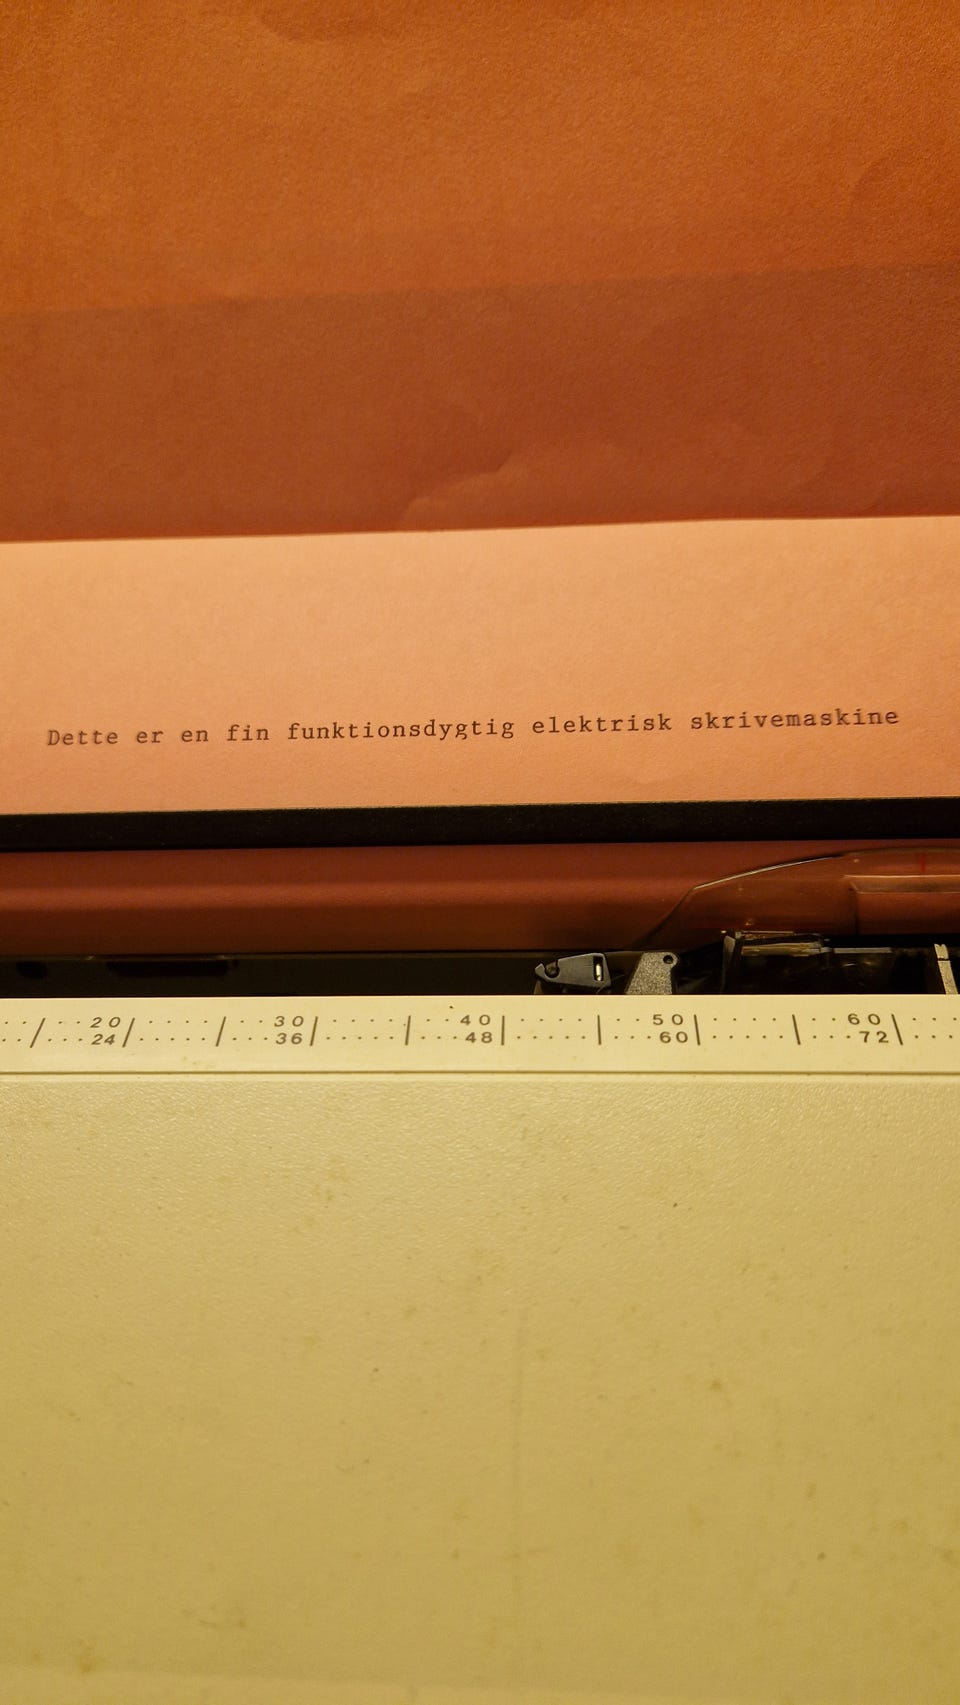 Dette er en fin funktionsdygtig elektrisk skrivemaskine
20 30 40 50 60
24 36 48 60 72